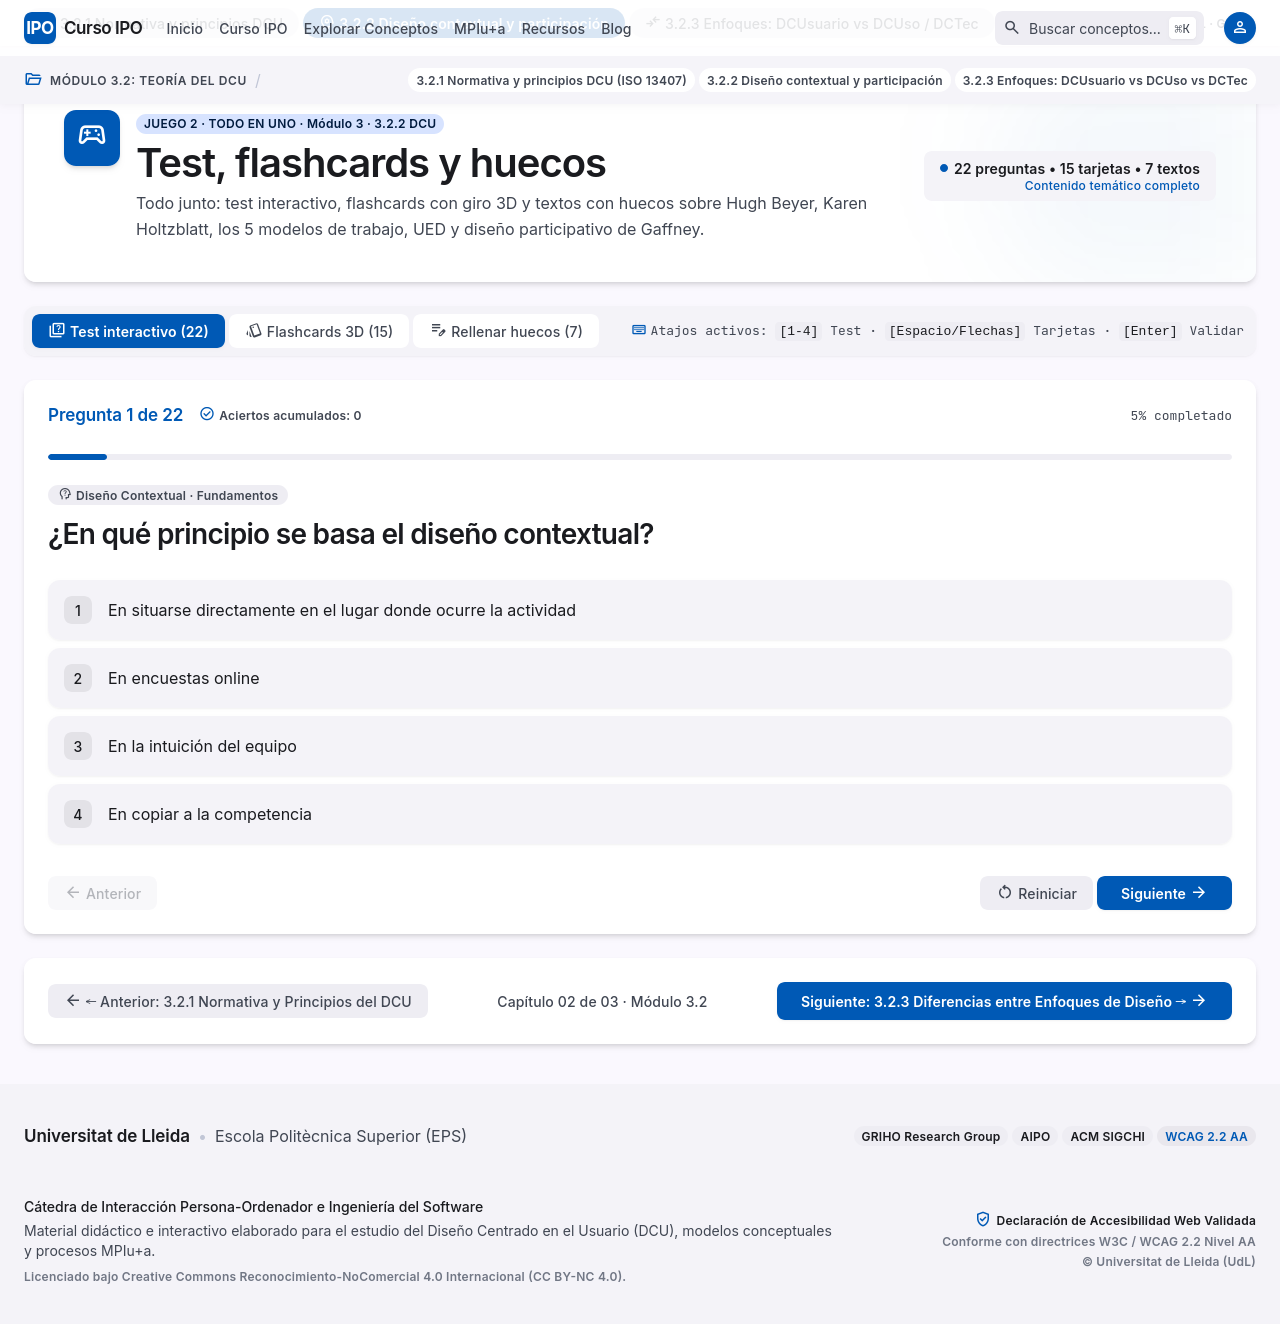 IPO Curso IPO Inicio Curso IPO Explorar Conceptos MPIu+a Recursos Blog Buscar conceptos... ⌘K
3.2.3 Enfoques: DCUsuario vs DCUso / DCTec
MÓDULO 3.2: TEORÍA DEL DCU / 3.2.1 Normativa y principios DCU (ISO 13407) 3.2.2 Diseño contextual y participación 3.2.3 Enfoques: DCUsuario vs DCUso vs DCTec
JUEGO 2 · TODO EN UNO · Módulo 3 · 3.2.2 DCU
Test, flashcards y huecos
Todo junto: test interactivo, flashcards con giro 3D y textos con huecos sobre Hugh Beyer, Karen
Holtzblatt, los 5 modelos de trabajo, UED y diseño participativo de Gaffney.
22 preguntas • 15 tarjetas • 7 textos
Contenido temático completo
Test interactivo (22) Flashcards 3D (15) Rellenar huecos (7) Atajos activos: [1-4] Test · [Espacio/Flechas] Tarjetas · [Enter] Validar
Pregunta 1 de 22 Aciertos acumulados: 0 5% completado
Diseño Contextual · Fundamentos
¿En qué principio se basa el diseño contextual?
1 En situarse directamente en el lugar donde ocurre la actividad
2 En encuestas online
3 En la intuición del equipo
4 En copiar a la competencia
Anterior Reiniciar Siguiente
← Anterior: 3.2.1 Normativa y Principios del DCU Capítulo 02 de 03 · Módulo 3.2 Siguiente: 3.2.3 Diferencias entre Enfoques de Diseño →
Universitat de Lleida • Escola Politècnica Superior (EPS) GRIHO Research Group AIPO ACM SIGCHI WCAG 2.2 AA
Cátedra de Interacción Persona-Ordenador e Ingeniería del Software
Material didáctico e interactivo elaborado para el estudio del Diseño Centrado en el Usuario (DCU), modelos conceptuales
y procesos MPIu+a.
Licenciado bajo Creative Commons Reconocimiento-NoComercial 4.0 Internacional (CC BY-NC 4.0).
Declaración de Accesibilidad Web Validada
Conforme con directrices W3C / WCAG 2.2 Nivel AA
© Universitat de Lleida (UdL)